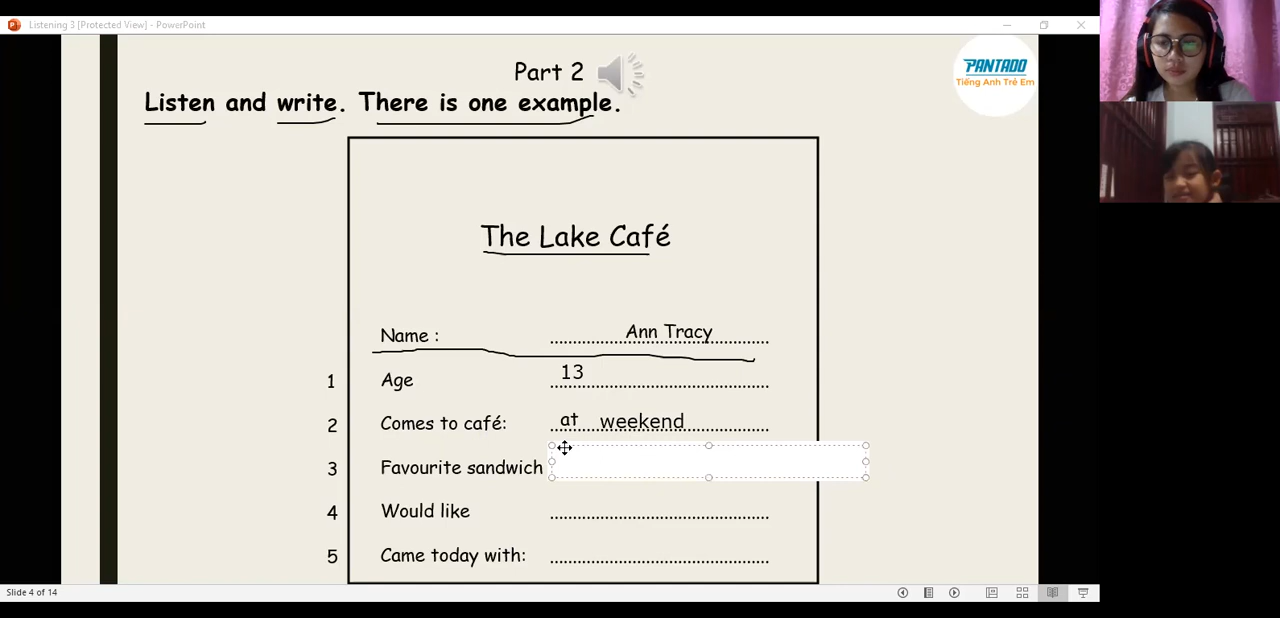 Listening 3 [Protected View] - PowerPoint
Part 2
PANTADO
Tiếng Anh Trẻ Em
Listen and write. There is one example.
The Lake Café
Name : Ann Tracy
1 Age 13
2 Comes to café: at weekend
3 Favourite sandwich
4 Would like
5 Came today with:
Slide 4 of 14